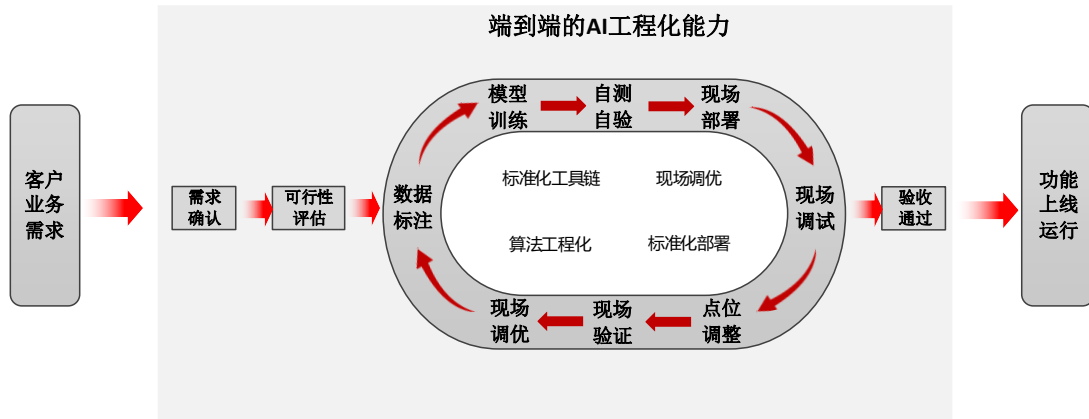 端到端的AI工程化能力
客户
业务
需求
需求
确认
可行性
评估
数据
标注
模型
训练
自测
自验
现场
部署
现场
调试
点位
调整
现场
验证
现场
调优
标准化工具链
现场调优
算法工程化
标准化部署
验收
通过
功能
上线
运行